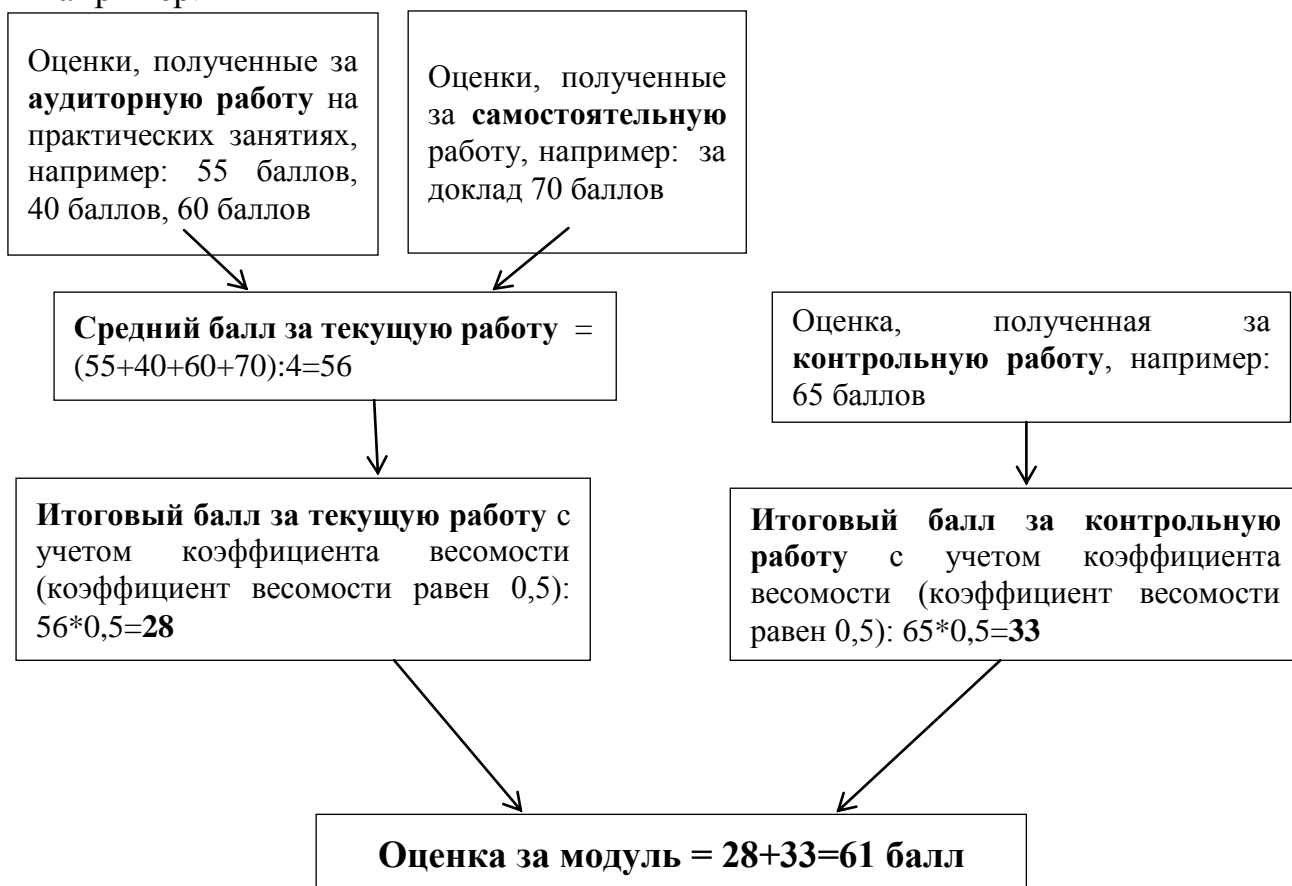 Оценки, полученные за
аудиторную работу на
практических занятиях,
например: 55 баллов,
40 баллов, 60 баллов
Оценки, полученные
за самостоятельную
работу, например: за
доклад 70 баллов
Средний балл за текущую работу =
(55+40+60+70):4=56
Оценка, полученная за
контрольную работу, например:
65 баллов
Итоговый балл за текущую работу с
учетом коэффициента весомости
(коэффициент весомости равен 0,5):
56*0,5=28
Итоговый балл за контрольную
работу с учетом коэффициента
весомости (коэффициент весомости
равен 0,5): 65*0,5=33
Оценка за модуль = 28+33=61 балл